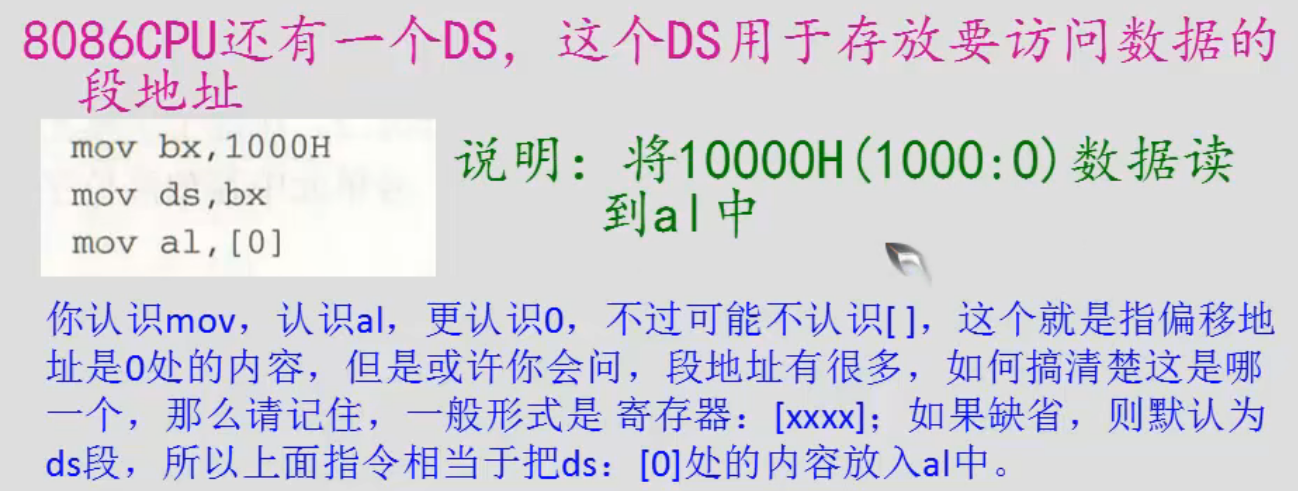 8086CPU还有一个DS，这个DS用于存放要访问数据的
段地址
mov bx,1000H
mov ds,bx
mov al,[0]
说明：将10000H(1000:0)数据读
到al中
你认识mov，认识al，更认识0，不过可能不认识[ ]，这个就是指偏移地
址是0处的内容，但是或许你会问，段地址有很多，如何搞清楚这是哪
一个，那么请记住，一般形式是 寄存器：[xxxx]；如果缺省，则默认为
ds段，所以上面指令相当于把ds：[0]处的内容放入al中。